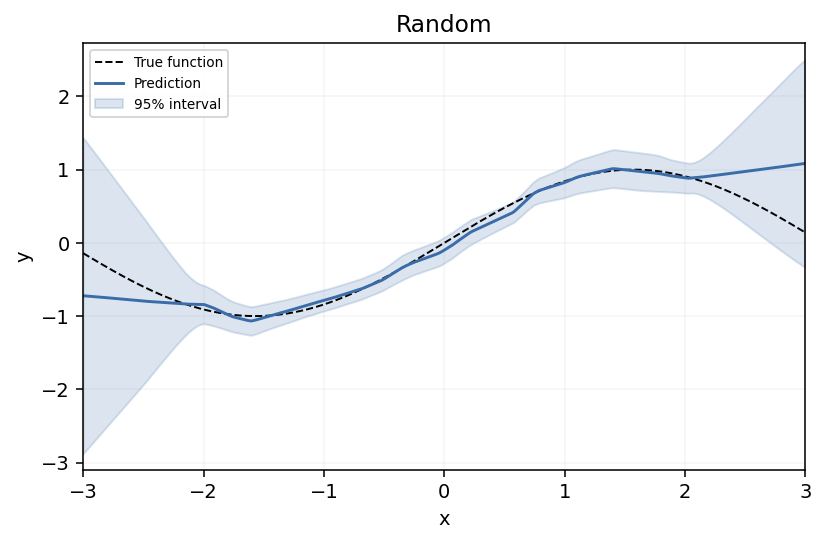 Random
True function
Prediction
95% interval
y
2
1
0
−1
−2
−3
−3 −2 −1 0 1 2 3
x